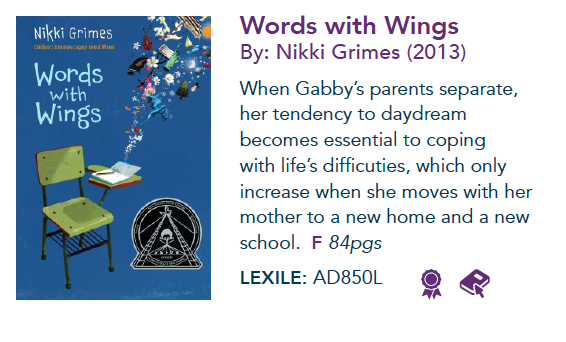 Nikki Grimes
Children's Literature Legacy Award Winner
Words
with
Wings
HONOR
Words with Wings
By: Nikki Grimes (2013)
When Gabby's parents separate,
her tendency to daydream
becomes essential to coping
with life's difficuties, which only
increase when she moves with her
mother to a new home and a new
school. F 84pgs
LEXILE: AD850L